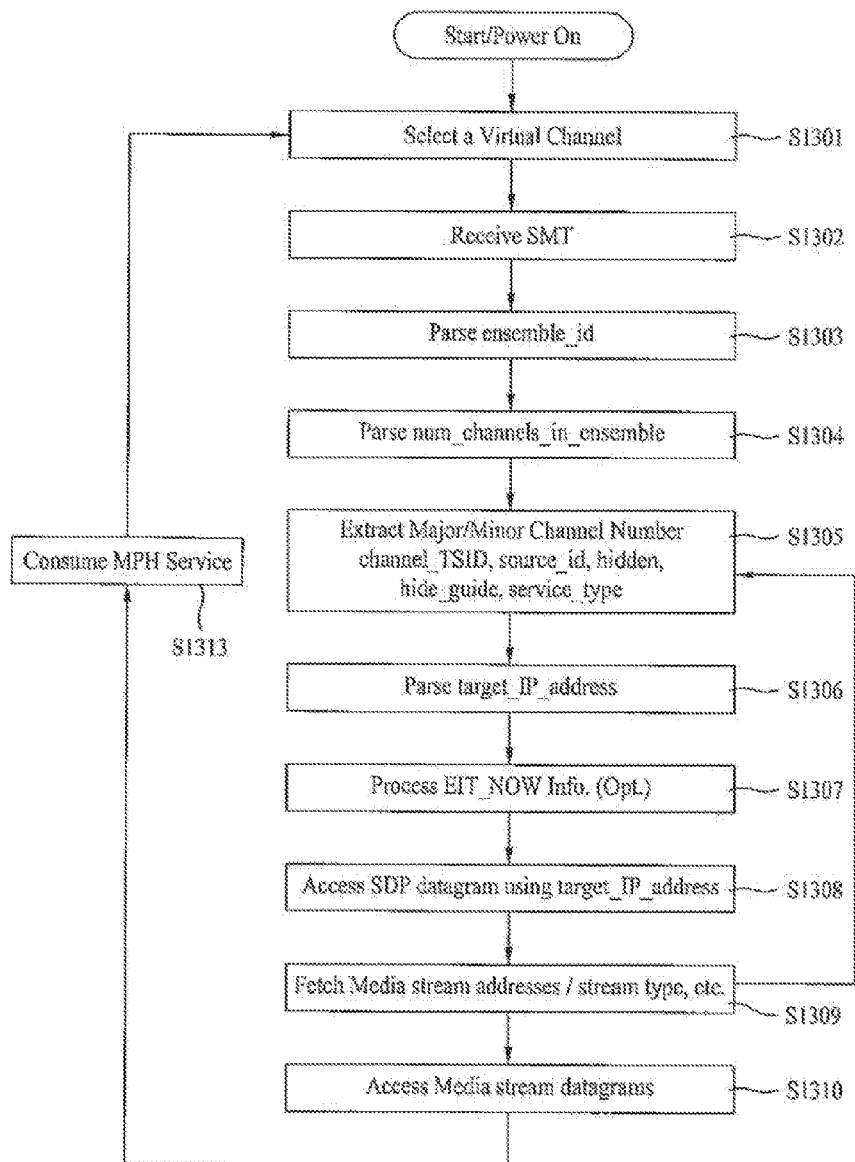 Start/Power On
Select a Virtual Channel
S1301
Receive SMT
S1302
Parse ensemble_id
S1303
Parse num_channels_in_ensemble
S1304
Extract Major/Minor Channel Number
channel_TSID, source_id, hidden,
hide_guide, service_type
S1305
Consume MPH Service
S1313
Parse target_IP_address
S1306
Process EIT_NOW Info. (Opt.)
S1307
Access SDP datagram using target_IP_address
S1308
Fetch Media stream addresses / stream type, etc.
S1309
Access Media stream datagrams
S1310